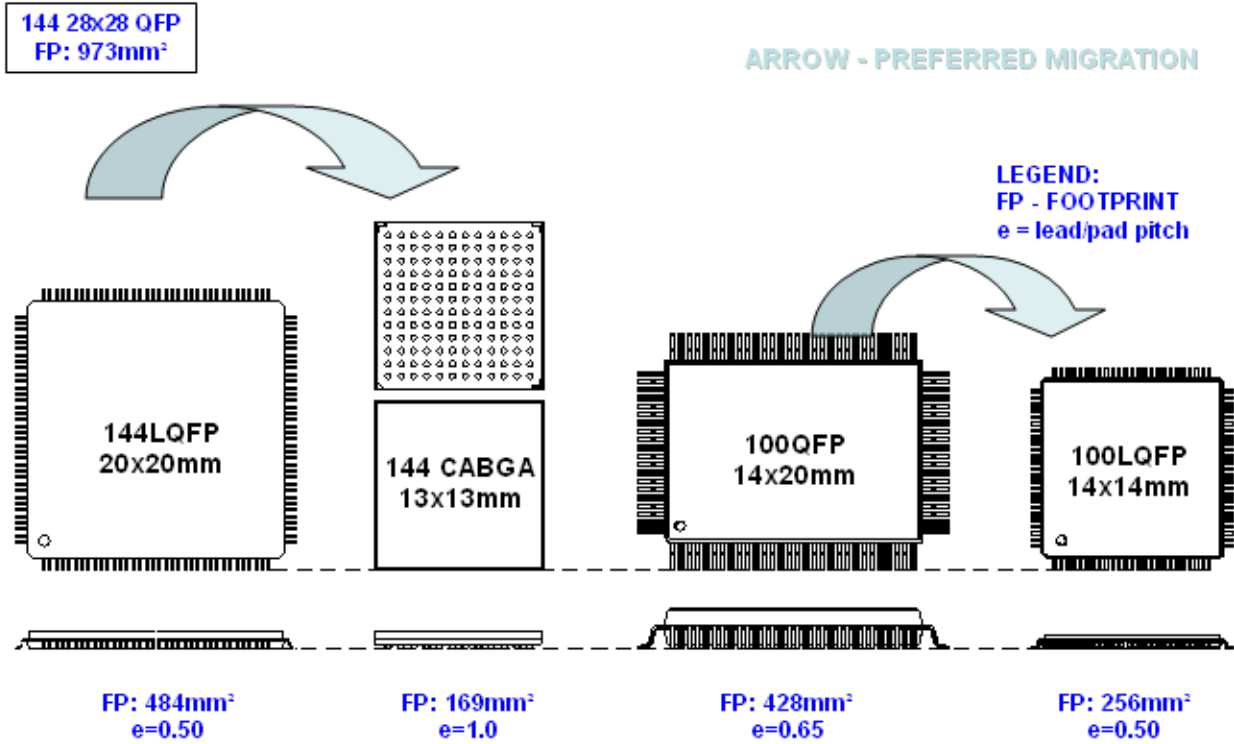 144 28x28 QFP
FP: 973mm²
ARROW - PREFERRED MIGRATION
LEGEND:
FP - FOOTPRINT
e = lead/pad pitch
144LQFP
20x20mm
144 CABGA
13x13mm
100QFP
14x20mm
100LQFP
14x14mm
FP: 484mm²
e=0.50
FP: 169mm²
e=1.0
FP: 428mm²
e=0.65
FP: 256mm²
e=0.50